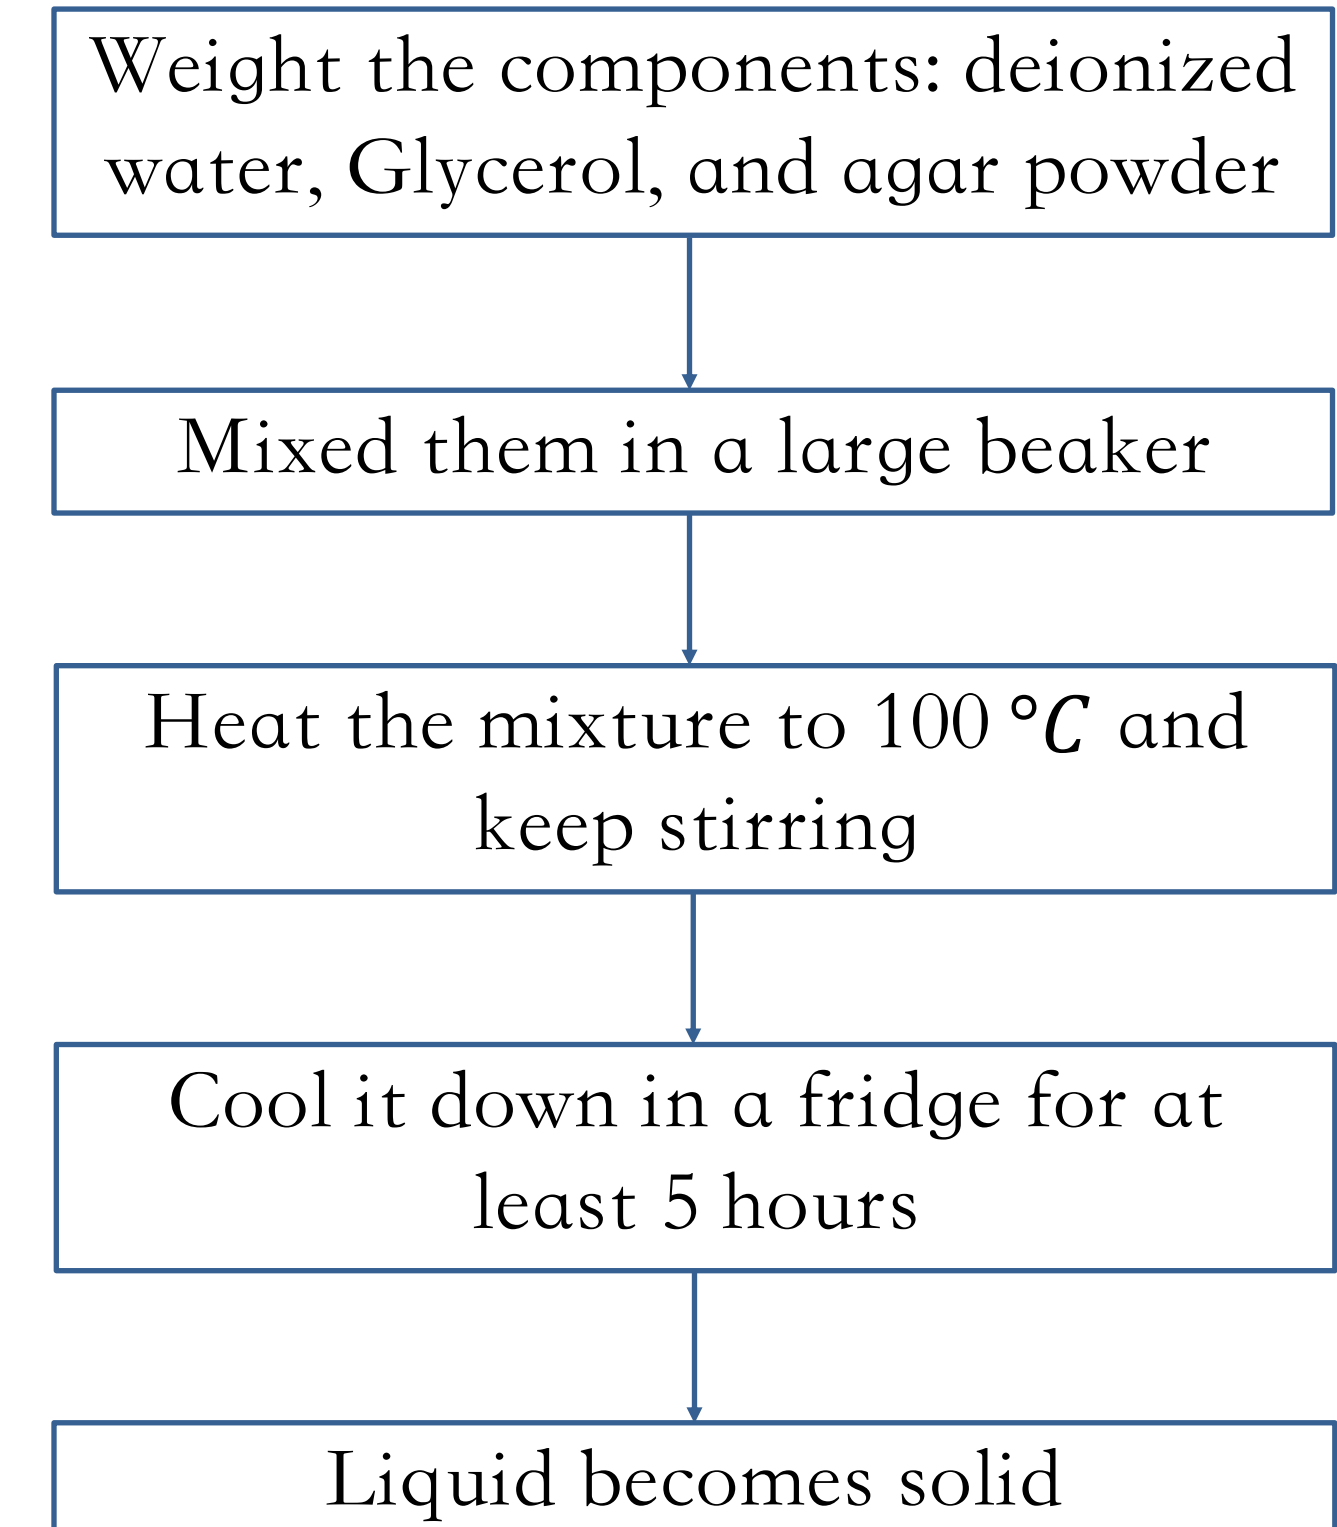 Weight the components: deionized
water, Glycerol, and agar powder
Mixed them in a large beaker
Heat the mixture to 100 °C and
keep stirring
Cool it down in a fridge for at
least 5 hours
Liquid becomes solid